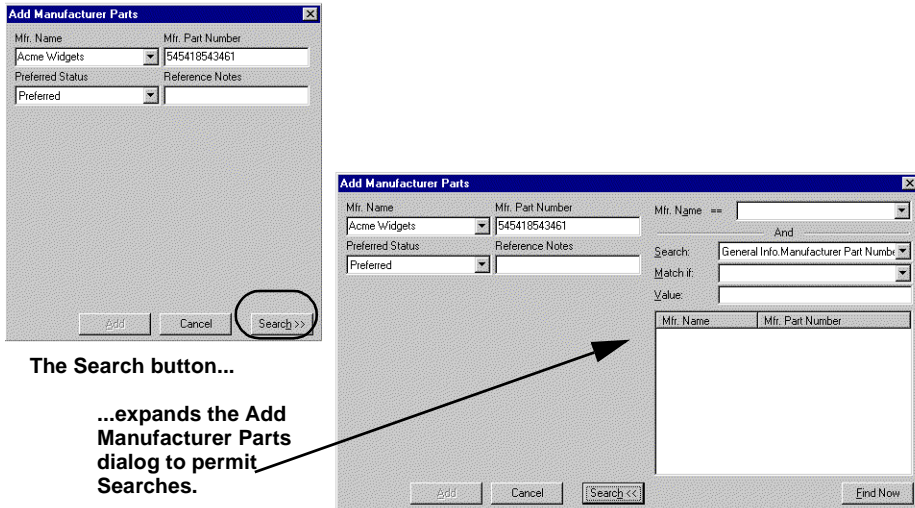 Add Manufacturer Parts
Mfr. Name Mfr. Part Number
Acme Widgets 545418543461
Preferred Status Reference Notes
Preferred
Add Cancel Search >>
The Search button...
...expands the Add
Manufacturer Parts
dialog to permit
Searches.
Add Manufacturer Parts
Mfr. Name Mfr. Part Number
Acme Widgets 545418543461
Preferred Status Reference Notes
Preferred
Mfr. Name ==
And
Search: General Info.Manufacturer Part Numbe
Match if:
Value:
Mfr. Name Mfr. Part Number
Add Cancel Search << Find Now